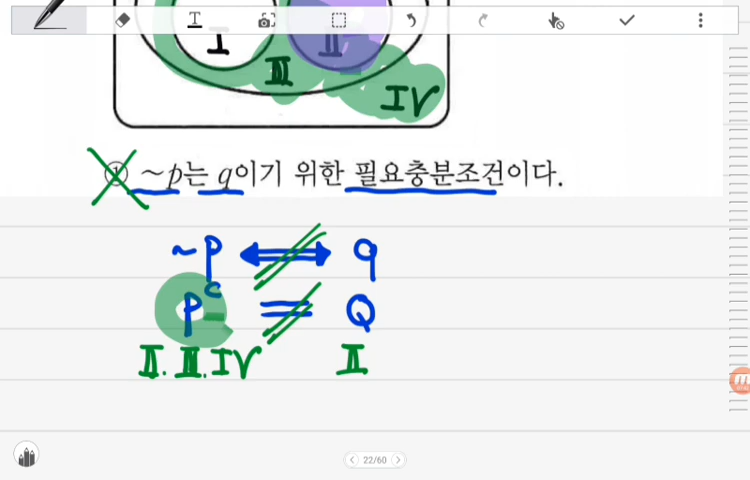 T
I
II
III
IV
① ~p는 q이기 위한 필요충분조건이다.
~p ⟺ q
P^C = Q
II. III. IV II
22/60